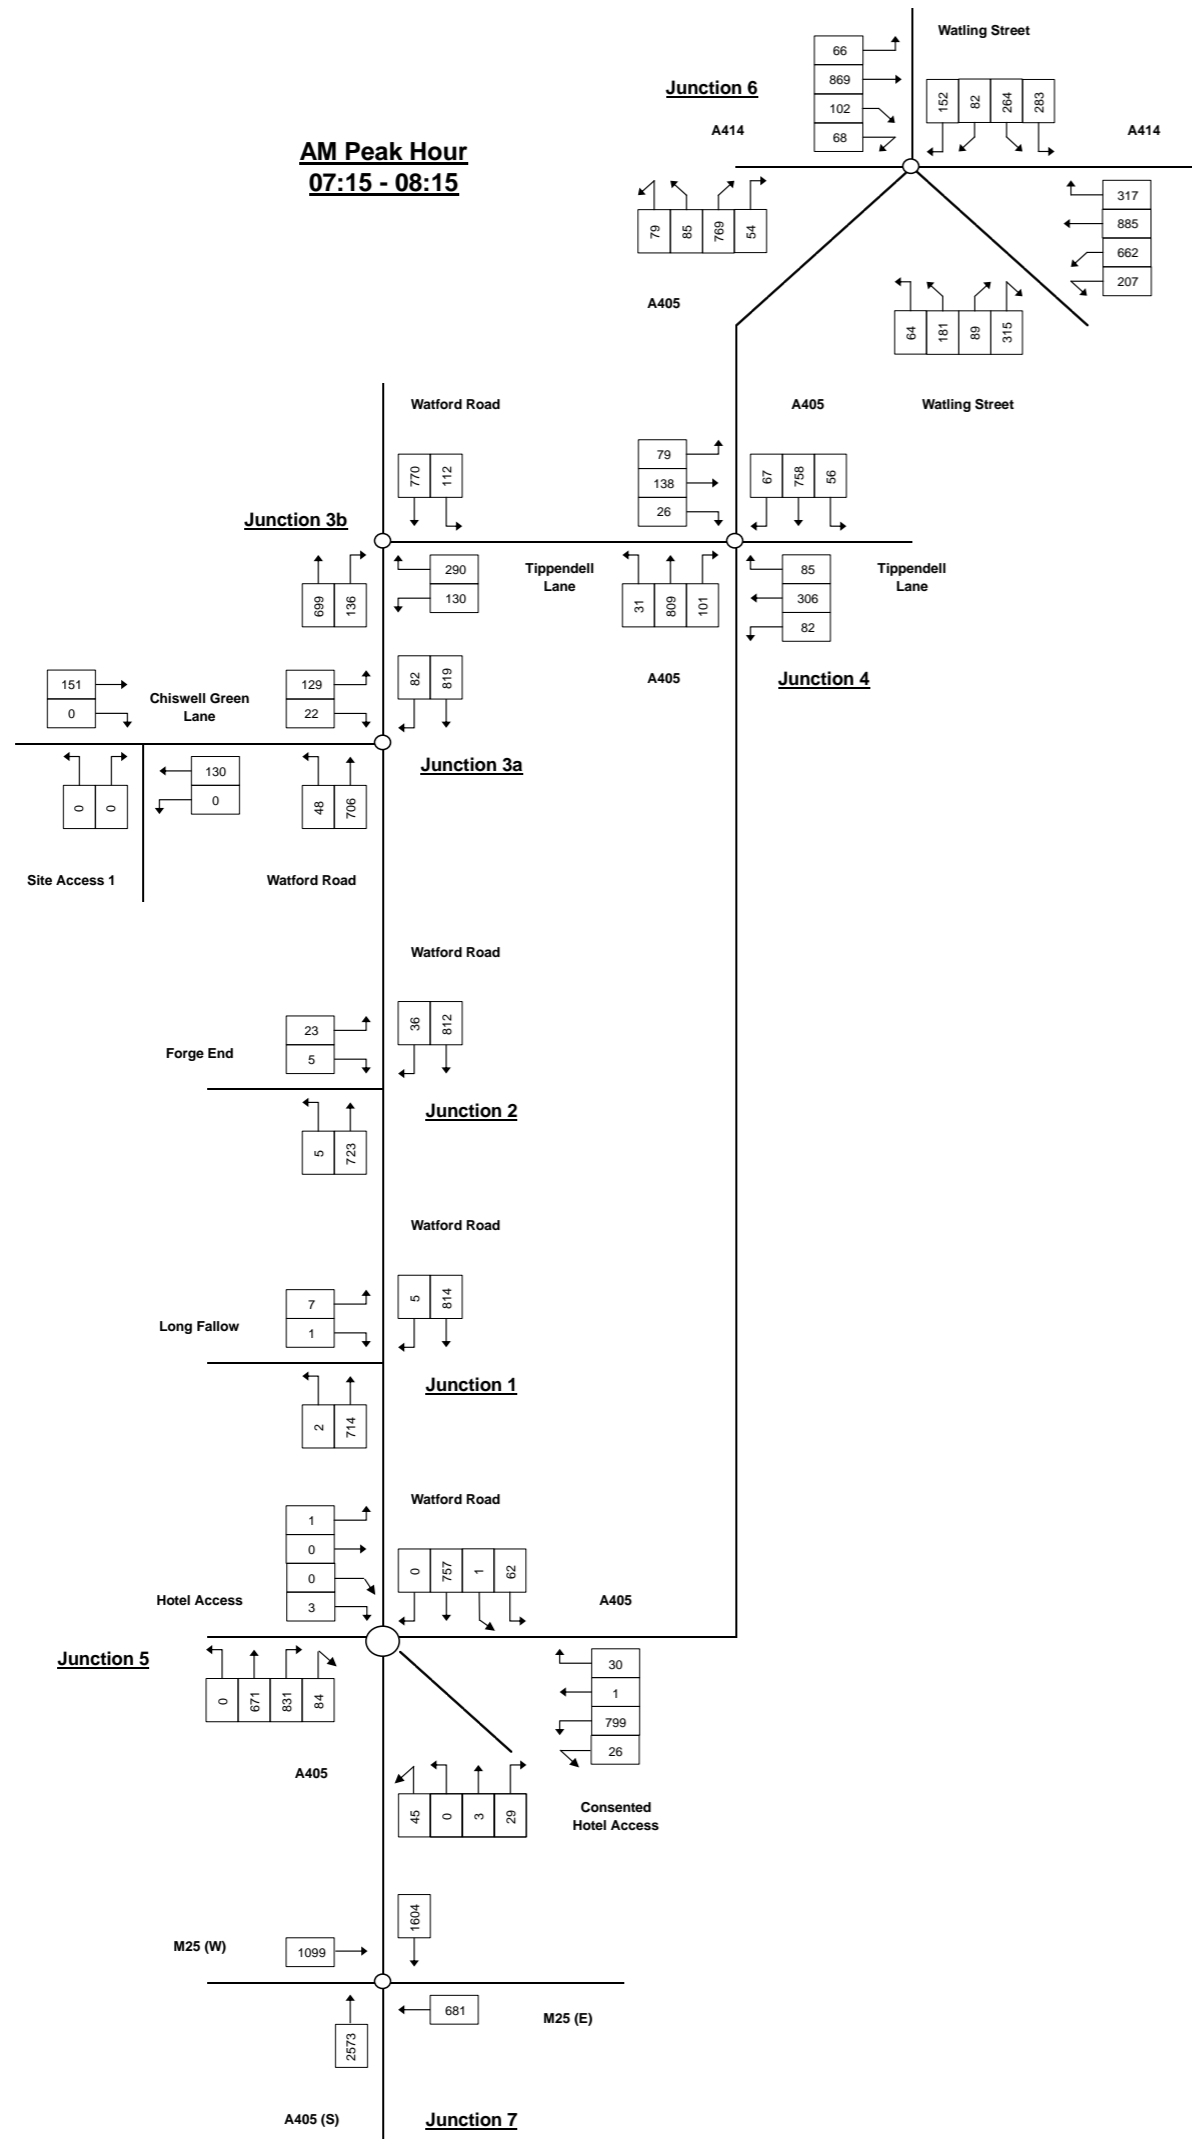 Watling Street
66
869
102
68
Junction 6
152
82
264
283
A414
A414
AM Peak Hour
07:15 - 08:15
317
885
662
207
79
85
769
54
A405
64
181
89
315
Watford Road
A405
Watling Street
79
138
26
770
112
67
758
56
Junction 3b
290
130
Tippendell
Lane
85
306
82
Tippendell
Lane
699
136
31
809
101
151
0
Chiswell Green
Lane
129
22
82
819
A405
Junction 4
130
0
Junction 3a
0
0
48
706
Site Access 1
Watford Road
Watford Road
23
5
36
812
Forge End
5
723
Junction 2
Watford Road
7
1
5
814
Long Fallow
2
714
Junction 1
Watford Road
1
0
0
3
0
757
1
62
Hotel Access
A405
Junction 5
30
1
799
26
0
671
831
84
A405
45
0
3
29
Consented
Hotel Access
1604
M25 (W)
1099
681
M25 (E)
2573
A405 (S)
Junction 7